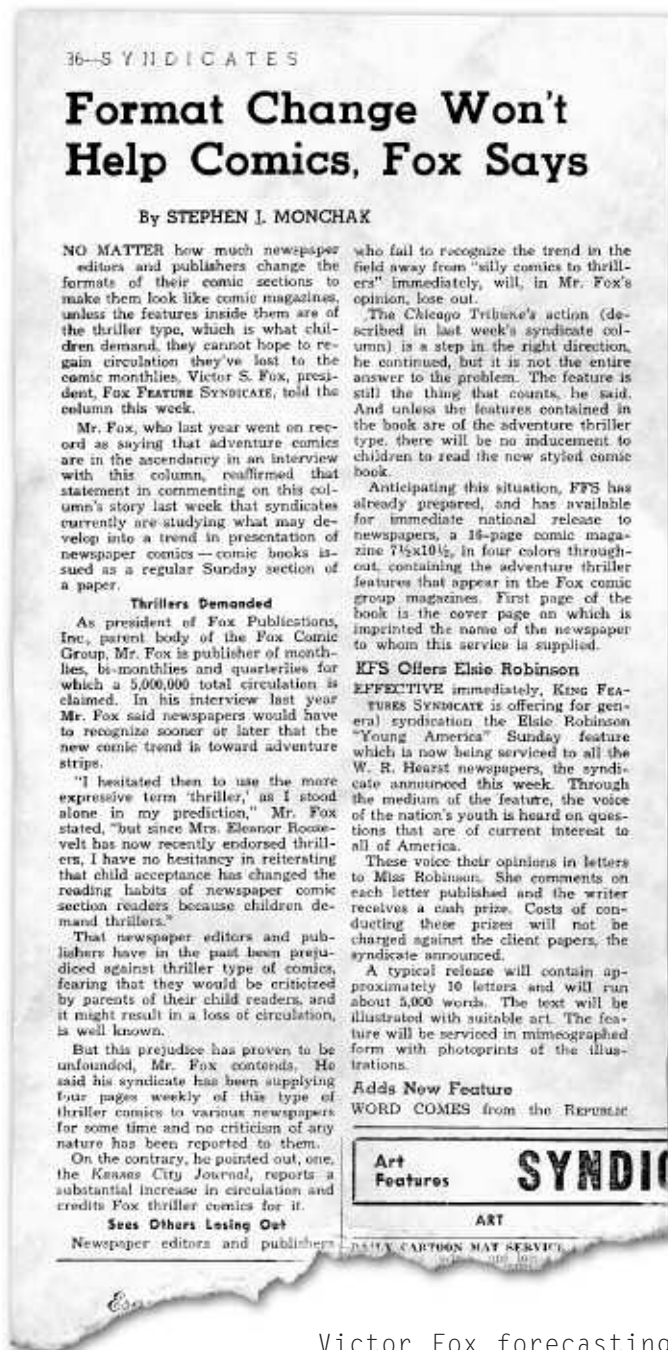 36—SYNDICATES
Format Change Won't
Help Comics, Fox Says
By STEPHEN J. MONCHAK
NO MATTER how much newspaper
editors and publishers change the
formats of their comic sections to
make them look like comic magazines,
unless the features inside them are of
the thriller type, which is what chil-
dren demand, they cannot hope to re-
gain circulation they've lost to the
comic monthlies, Victor S. Fox, presi-
dent, FOX FEATURE SYNDICATE, told the
column this week.
Mr. Fox, who last year went on rec-
ord as saying that adventure comics
are in the ascendancy in an interview
with this column, reaffirmed that
statement in commenting on this col-
umn's story last week that syndicates
currently are studying what may de-
velop into a trend in presentation of
newspaper comics—comic books is-
sued as a regular Sunday section of
a paper.
Thrillers Demanded
As president of Fox Publications,
Inc., parent body of the Fox Comic
Group, Mr. Fox is publisher of month-
lies, bi-monthlies and quarterlies for
which a 5,000,000 total circulation is
claimed. In his interview last year
Mr. Fox said newspapers would have
to recognize sooner or later that the
new comic trend is toward adventure
strips.
"I hesitated then to use the more
expressive term 'thriller,' as I stood
alone in my prediction," Mr. Fox
stated, "but since Mrs. Eleanor Roose-
velt has now recently endorsed thrill-
ers, I have no hesitancy in reiterating
that child acceptance has changed the
reading habits of newspaper comic
section readers because children de-
mand thrillers."
That newspaper editors and pub-
lishers have in the past been preju-
diced against thriller type of comics,
fearing that they would be criticized
by parents of their child readers, and
it might result in a loss of circulation,
is well known.
But this prejudice has proven to be
unfounded, Mr. Fox contends. He
said his syndicate has been supplying
four pages weekly of this type of
thriller comics to various newspapers
for some time and no criticism of any
nature has been reported to them.
On the contrary, he pointed out, one,
the Kansas City Journal, reports a
substantial increase in circulation and
credits Fox thriller comics for it.
Sees Others Losing Out
Newspaper editors and publishers
who fail to recognize the trend in the
field away from "silly comics to thrill-
ers" immediately, will, in Mr. Fox's
opinion, lose out.
The Chicago Tribune's action (de-
scribed in last week's syndicate col-
umn) is a step in the right direction,
he continued, but it is not the entire
answer to the problem. The feature is
still the thing that counts, he said.
And unless the features contained in
the book are of the adventure thriller
type, there will be no inducement to
children to read the new styled comic
book.
Anticipating this situation, FFS has
already prepared, and has available
for immediate national release to
newspapers, a 16-page comic maga-
zine 7½x10½, in four colors through-
out, containing the adventure thriller
features that appear in the Fox comic
group magazines. First page of the
book is the cover page on which is
imprinted the name of the newspaper
to whom this service is supplied.
KFS Offers Elsie Robinson
EFFECTIVE immediately, KING FEA-
TURES SYNDICATE is offering for gen-
eral syndication the Elsie Robinson
"Young America" Sunday feature
which is now being serviced to all the
W. R. Hearst newspapers, the syndi-
cate announced this week. Through
the medium of the feature, the voice
of the nation's youth is heard on ques-
tions that are of current interest to
all of America.
These voice their opinions in letters
to Miss Robinson. She comments on
each letter published and the writer
receives a cash prize. Costs of con-
ducting these prizes will not be
charged against the client papers, the
syndicate announced.
A typical release will contain ap-
proximately 10 letters and will run
about 5,000 words. The text will be
illustrated with suitable art. The fea-
ture will be serviced in mimeographed
form with photoprints of the illus-
trations.
Adds New Feature
WORD COMES from the REPUBLIC
Art
Features
SYNDIC
ART
DAILY CARTOON MAT SERVICE
Victor Fox forecasting